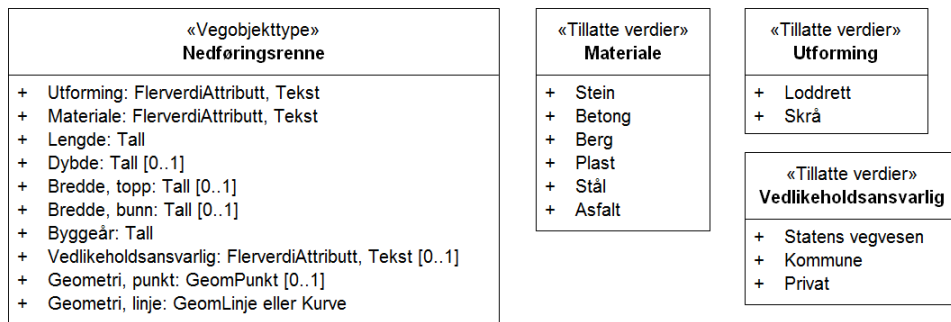 «Vegobjekttype»
Nedføringsrenne
+ Utforming: FlerverdiAttributt, Tekst
+ Materiale: FlerverdiAttributt, Tekst
+ Lengde: Tall
+ Dybde: Tall [0..1]
+ Bredde, topp: Tall [0..1]
+ Bredde, bunn: Tall [0..1]
+ Byggeår: Tall
+ Vedlikeholdsansvarlig: FlerverdiAttributt, Tekst [0..1]
+ Geometri, punkt: GeomPunkt [0..1]
+ Geometri, linje: GeomLinje eller Kurve
«Tillatte verdier»
Materiale
+ Stein
+ Betong
+ Berg
+ Plast
+ Stål
+ Asfalt
«Tillatte verdier»
Utforming
+ Loddrett
+ Skrå
«Tillatte verdier»
Vedlikeholdsansvarlig
+ Statens vegvesen
+ Kommune
+ Privat